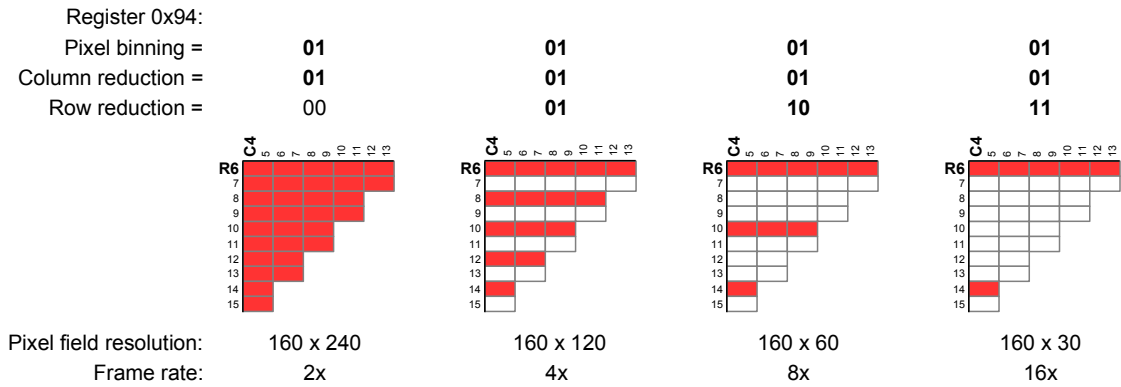 Register 0x94:
Pixel binning = 01 01 01 01
Column reduction = 01 01 01 01
Row reduction = 00 01 10 11
C4 5 6 7 8 9 10 11 12 13 C4 5 6 7 8 9 10 11 12 13 C4 5 6 7 8 9 10 11 12 13 C4 5 6 7 8 9 10 11 12 13
R6 R6 R6 R6
7 7 7 7
8 8 8 8
9 9 9 9
10 10 10 10
11 11 11 11
12 12 12 12
13 13 13 13
14 14 14 14
15 15 15 15
Pixel field resolution: 160 x 240 160 x 120 160 x 60 160 x 30
Frame rate: 2x 4x 8x 16x